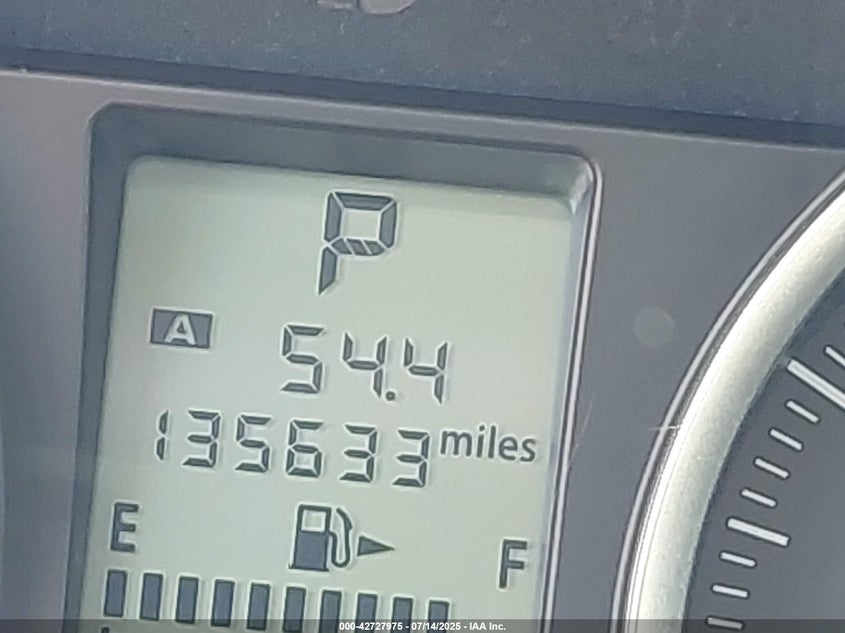 P
A 54.4
135633 miles
E F
000-42727975 - 07/14/2025 - IAA Inc.